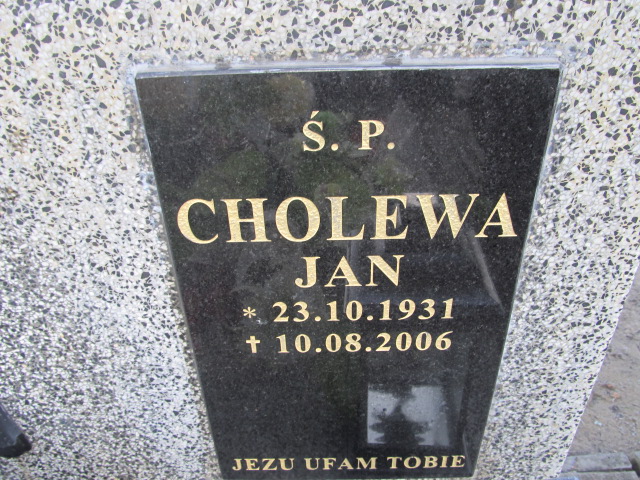 Ś. P.
CHOLEWA
JAN
* 23.10.1931
† 10.08.2006
JEZU UFAM TOBIE